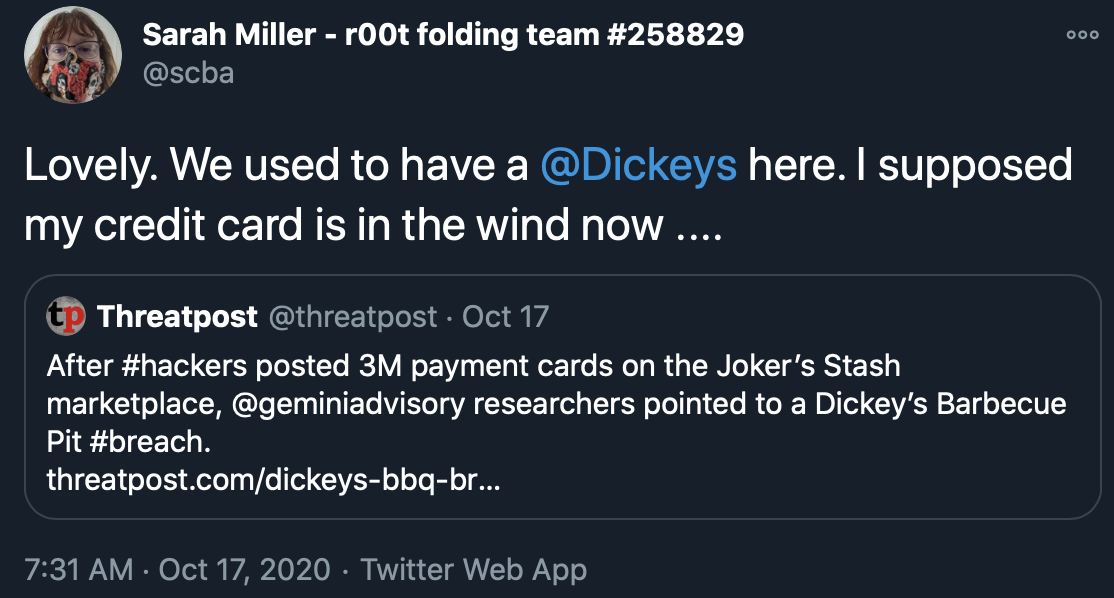 Sarah Miller - r00t folding team #258829
@scba
Lovely. We used to have a @Dickeys here. I supposed
my credit card is in the wind now ....
tp Threatpost @threatpost · Oct 17
After #hackers posted 3M payment cards on the Joker’s Stash
marketplace, @geminiadvisory researchers pointed to a Dickey’s Barbecue
Pit #breach.
threatpost.com/dickeys-bbq-br...
7:31 AM · Oct 17, 2020 · Twitter Web App